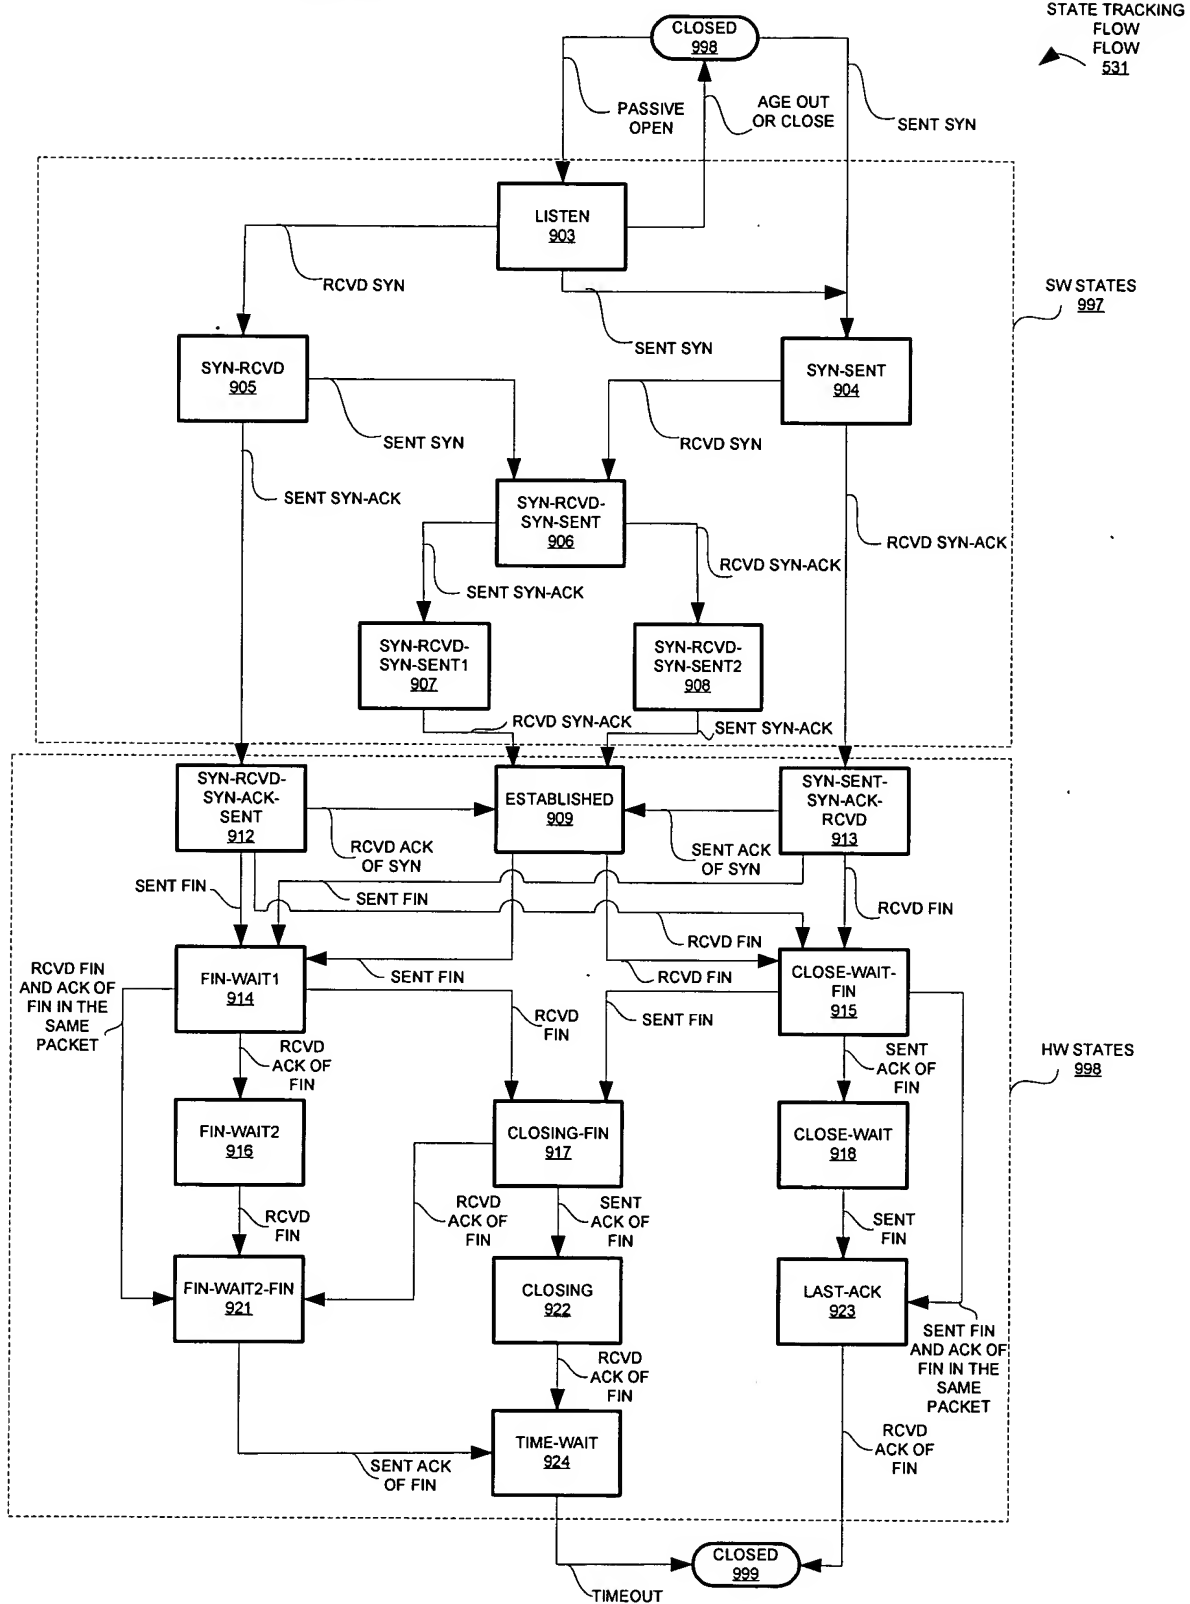 STATE TRACKING
FLOW
FLOW
531
CLOSED
998
PASSIVE
OPEN
AGE OUT
OR CLOSE
SENT SYN
LISTEN
903
RCVD SYN
SENT SYN
SW STATES
997
SYN-RCVD
905
SYN-SENT
904
SENT SYN
RCVD SYN
SENT SYN-ACK
SYN-RCVD-
SYN-SENT
906
RCVD SYN-ACK
SENT SYN-ACK
RCVD SYN-ACK
SYN-RCVD-
SYN-SENT1
907
SYN-RCVD-
SYN-SENT2
908
RCVD SYN-ACK
SENT SYN-ACK
SYN-RCVD-
SYN-ACK-
SENT
912
ESTABLISHED
909
SYN-SENT-
SYN-ACK-
RCVD
913
RCVD ACK
OF SYN
SENT ACK
OF SYN
SENT FIN
SENT FIN
RCVD FIN
RCVD FIN
SENT FIN
RCVD FIN
RCVD FIN
AND ACK OF
FIN IN THE
SAME
PACKET
FIN-WAIT1
914
CLOSE-WAIT-
FIN
915
RCVD
FIN
SENT FIN
RCVD
ACK OF
FIN
SENT
ACK OF
FIN
HW STATES
998
FIN-WAIT2
916
CLOSING-FIN
917
CLOSE-WAIT
918
RCVD
FIN
RCVD
ACK OF
FIN
SENT
ACK OF
FIN
SENT
FIN
FIN-WAIT2-FIN
921
CLOSING
922
LAST-ACK
923
SENT FIN
AND ACK OF
FIN IN THE
SAME
PACKET
RCVD
ACK OF
FIN
TIME-WAIT
924
SENT ACK
OF FIN
RCVD
ACK OF
FIN
CLOSED
999
TIMEOUT